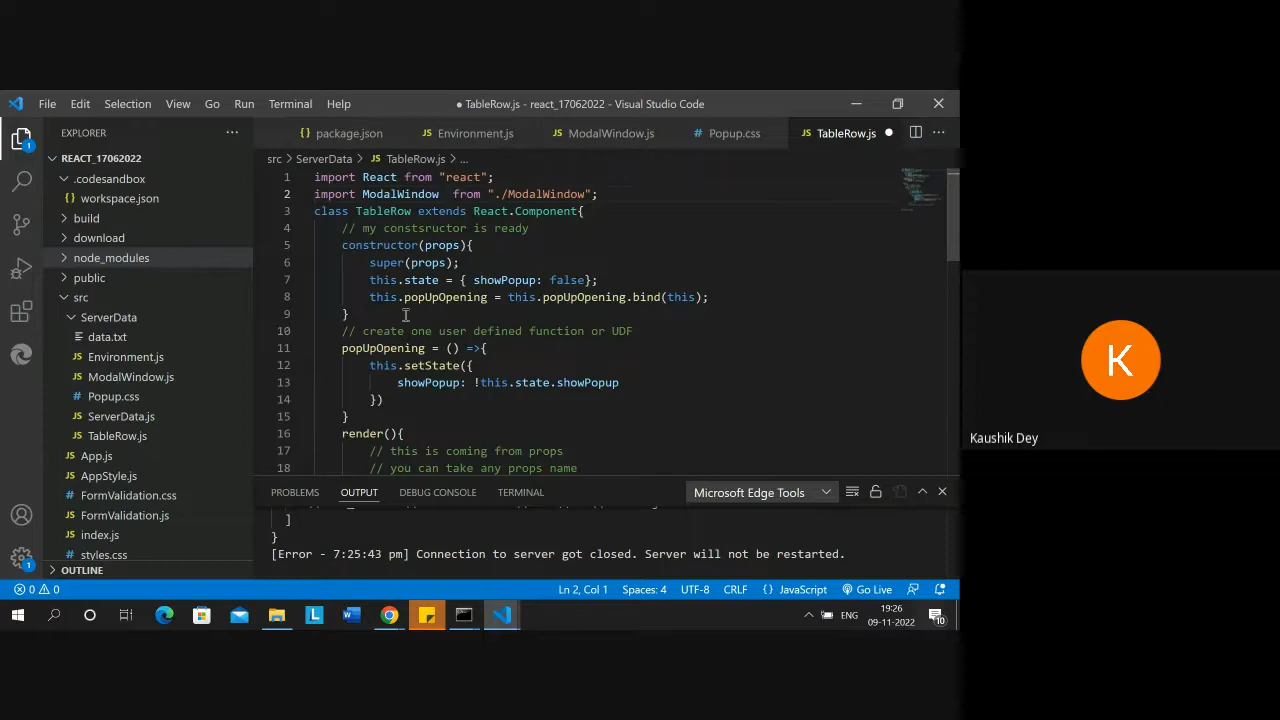 File Edit Selection View Go Run Terminal Help
● TableRow.js - react_17062022 - Visual Studio Code
EXPLORER
package.json
Environment.js
ModalWindow.js
Popup.css
TableRow.js
REACT_17062022
.codesandbox
workspace.json
build
download
node_modules
public
src
ServerData
data.txt
Environment.js
ModalWindow.js
Popup.css
ServerData.js
TableRow.js
App.js
AppStyle.js
FormValidation.css
FormValidation.js
index.js
styles.css
OUTLINE
src > ServerData > TableRow.js > ...
1 import React from "react";
2 import ModalWindow from "./ModalWindow";
3 class TableRow extends React.Component{
4 // my constsructor is ready
5 constructor(props){
6 super(props);
7 this.state = { showPopup: false};
8 this.popUpOpening = this.popUpOpening.bind(this);
9 }
10 // create one user defined function or UDF
11 popUpOpening = () =>{
12 this.setState({
13 showPopup: !this.state.showPopup
14 })
15 }
16 render(){
17 // this is coming from props
18 // you can take any props name
PROBLEMS OUTPUT DEBUG CONSOLE TERMINAL
Microsoft Edge Tools
]
}
[Error - 7:25:43 pm] Connection to server got closed. Server will not be restarted.
0 0 Ln 2, Col 1 Spaces: 4 UTF-8 CRLF {} JavaScript Go Live
ENG
19:26
09-11-2022
10
K
Kaushik Dey